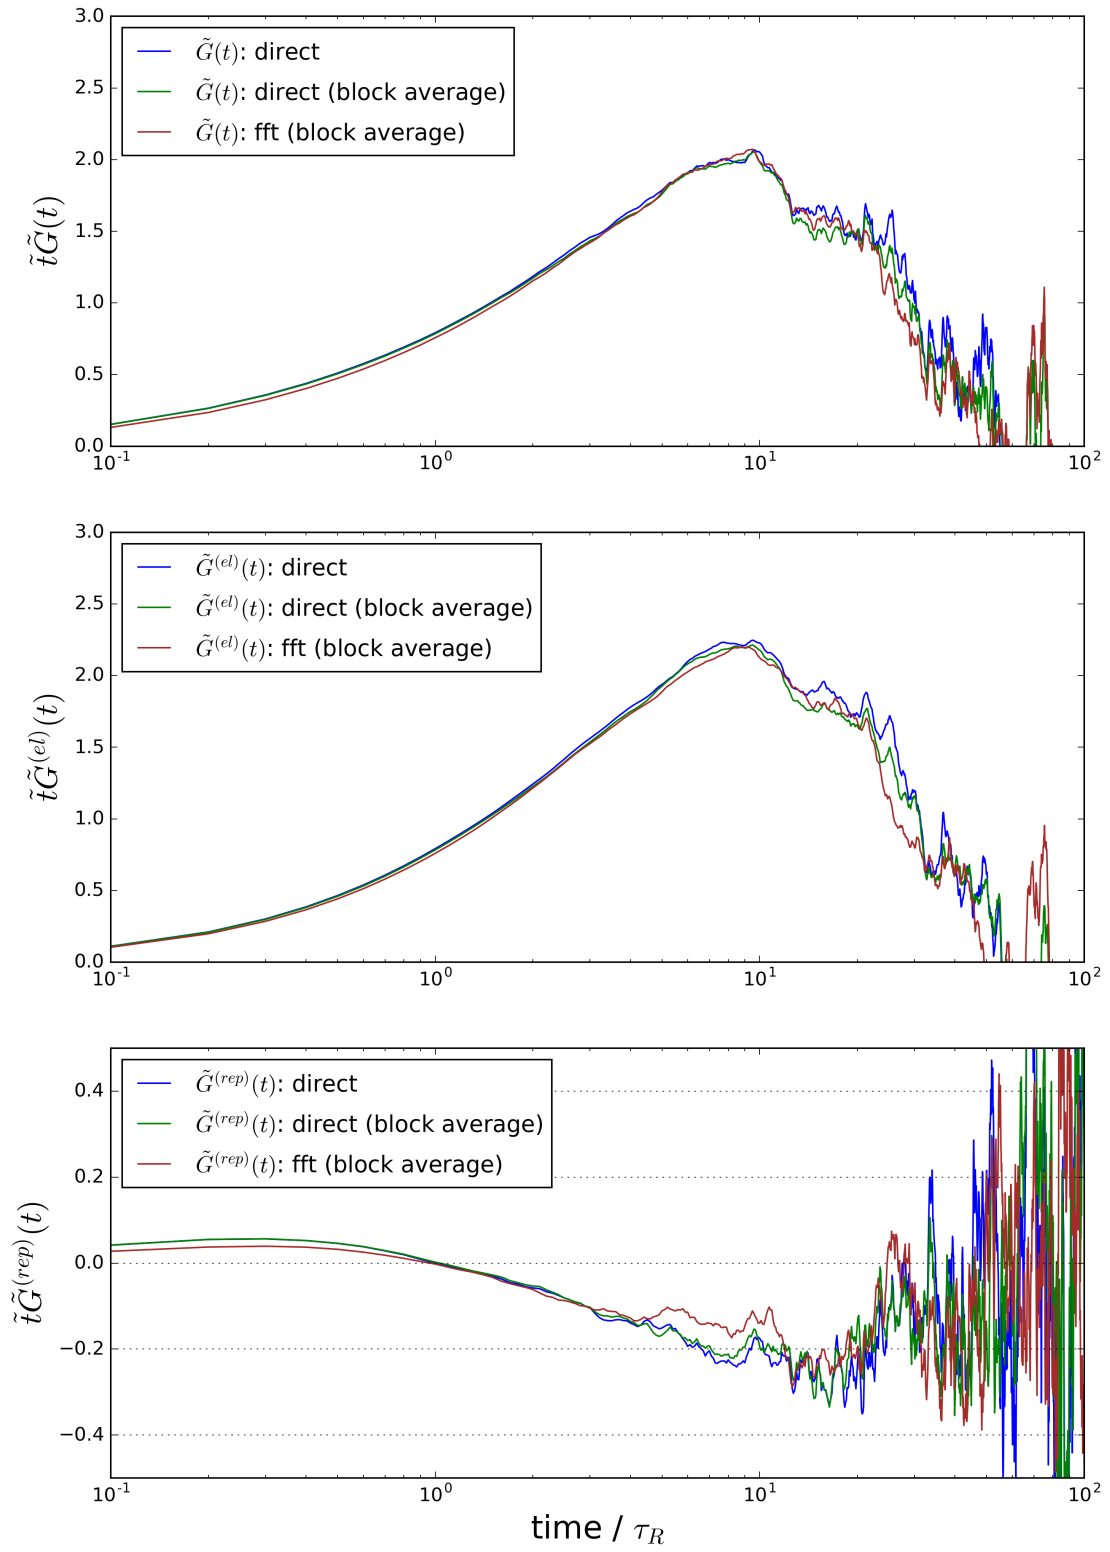 3.0
2.5
2.0
1.5
1.0
0.5
0.0
t̃G̃(t)
G̃(t): direct
G̃(t): direct (block average)
G̃(t): fft (block average)
10⁻¹ 10⁰ 10¹ 10²
3.0
2.5
2.0
1.5
1.0
0.5
0.0
t̃G̃⁽ᵉˡ⁾(t)
G̃⁽ᵉˡ⁾(t): direct
G̃⁽ᵉˡ⁾(t): direct (block average)
G̃⁽ᵉˡ⁾(t): fft (block average)
10⁻¹ 10⁰ 10¹ 10²
0.4
0.2
0.0
−0.2
−0.4
t̃G̃⁽ʳᵉᵖ⁾(t)
G̃⁽ʳᵉᵖ⁾(t): direct
G̃⁽ʳᵉᵖ⁾(t): direct (block average)
G̃⁽ʳᵉᵖ⁾(t): fft (block average)
10⁻¹ 10⁰ 10¹ 10²
time / τ_R